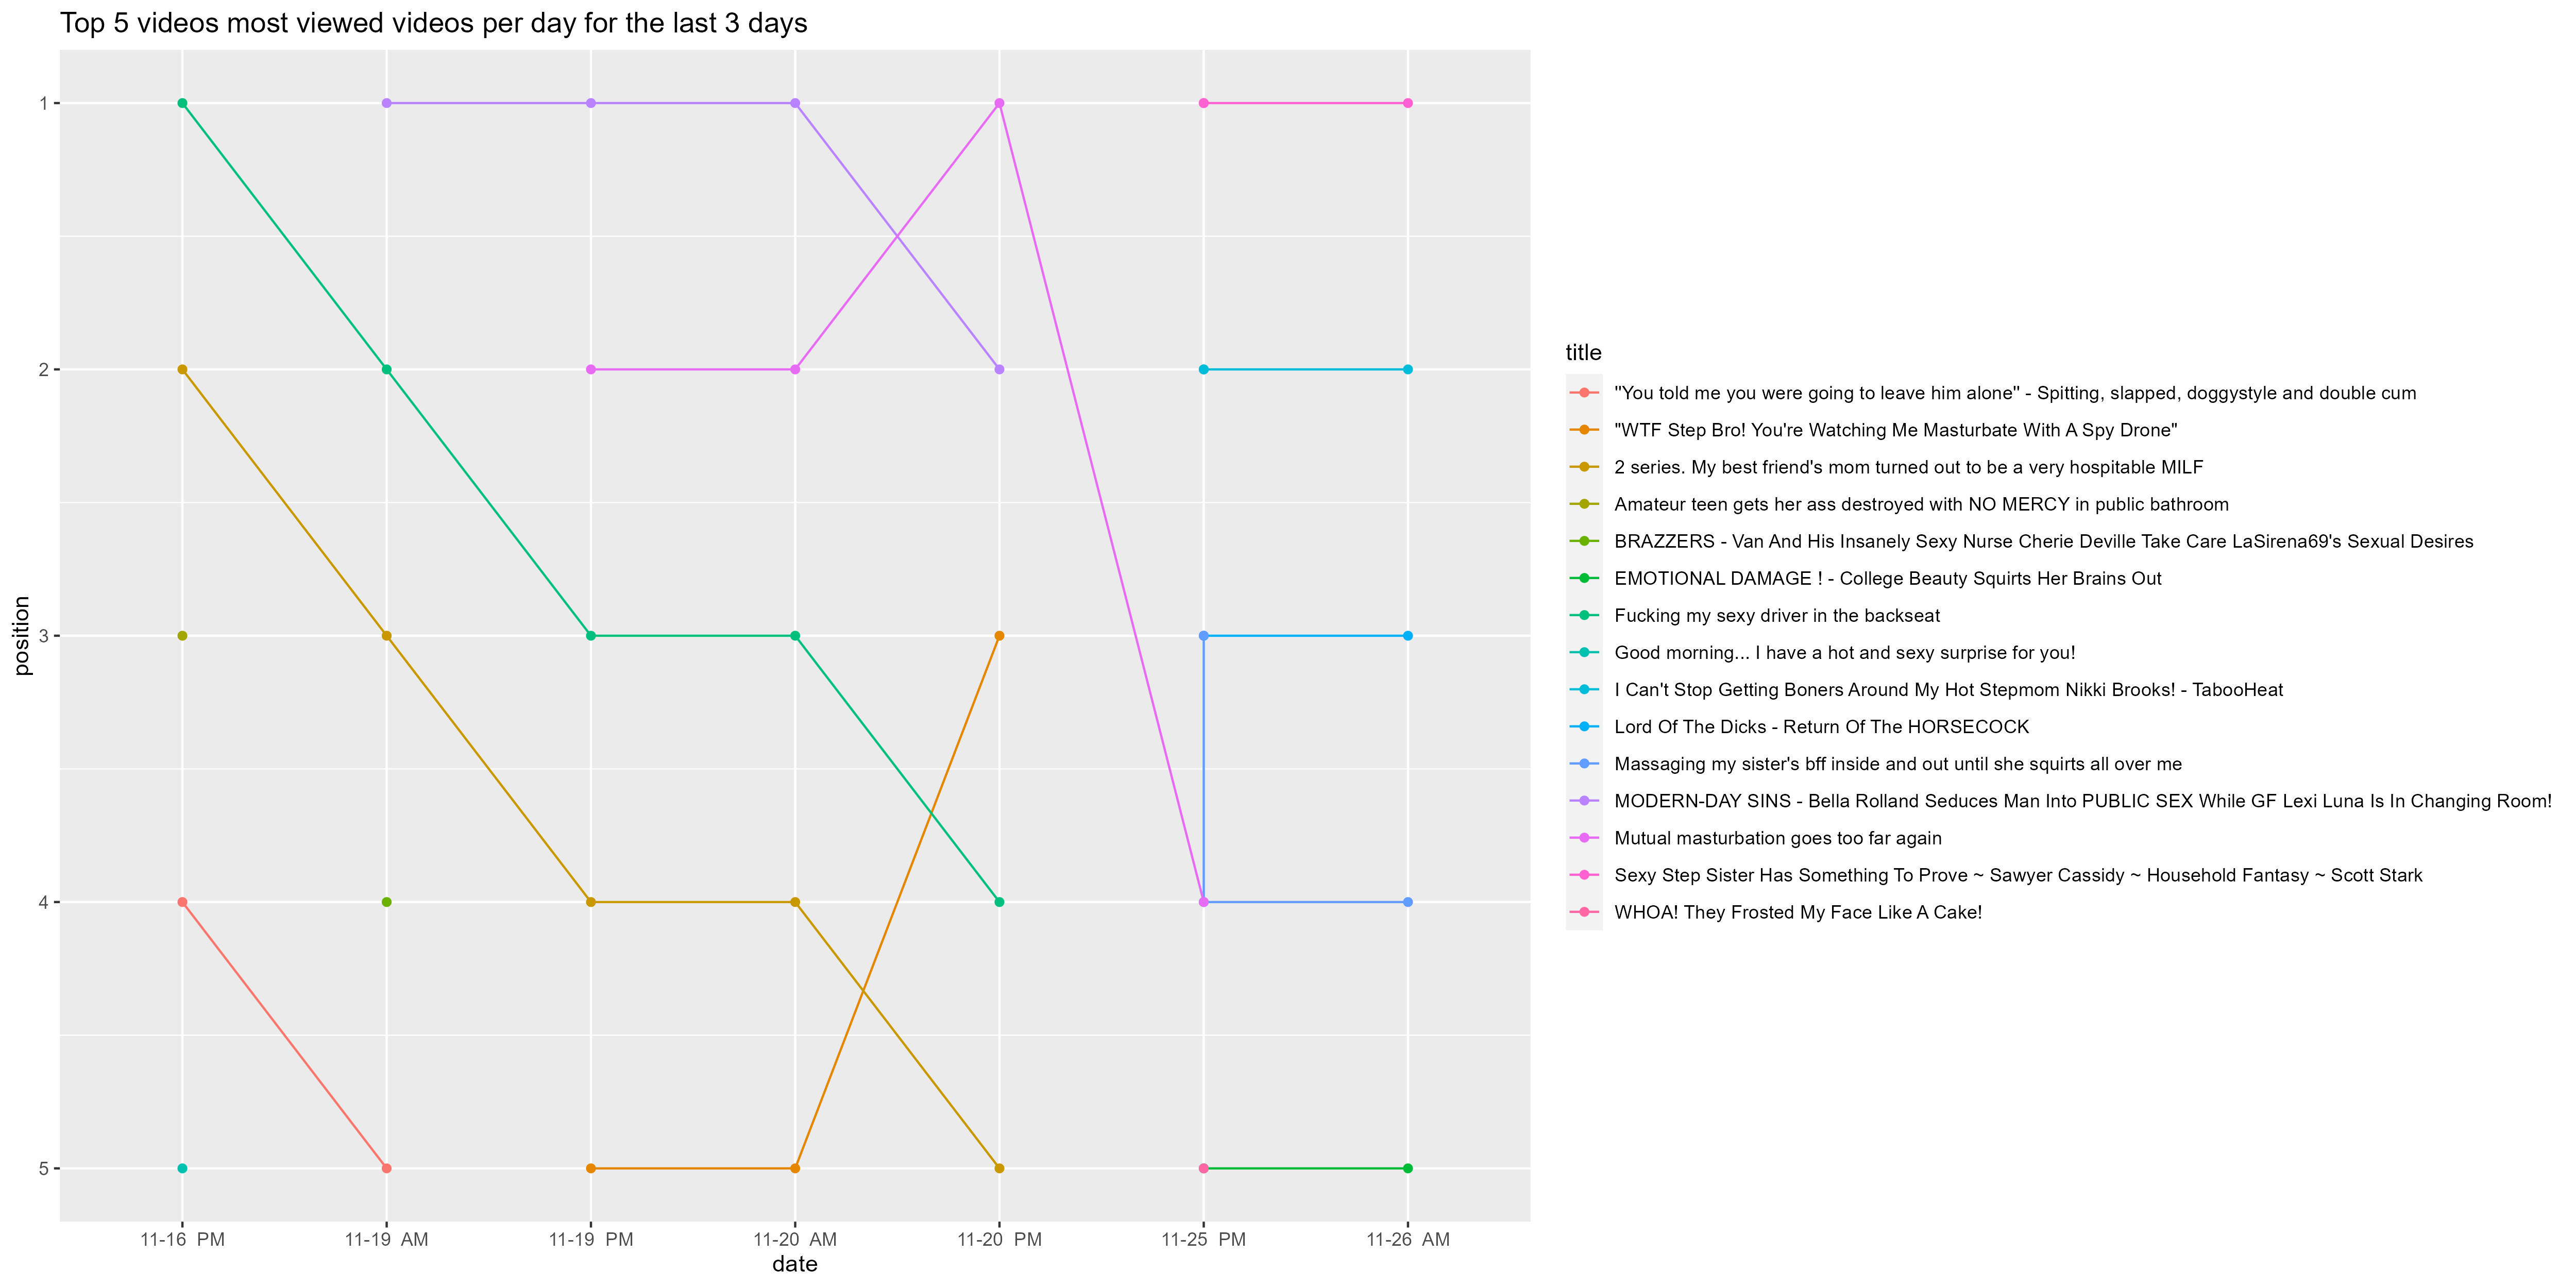 Top 5 videos most viewed videos per day for the last 3 days
position
1
2
3
4
5
11-16 PM
11-19 AM
11-19 PM
11-20 AM
11-20 PM
11-25 PM
11-26 AM
date
title
"You told me you were going to leave him alone" - Spitting, slapped, doggystyle and double cum
"WTF Step Bro! You're Watching Me Masturbate With A Spy Drone"
2 series. My best friend's mom turned out to be a very hospitable MILF
Amateur teen gets her ass destroyed with NO MERCY in public bathroom
BRAZZERS - Van And His Insanely Sexy Nurse Cherie Deville Take Care LaSirena69's Sexual Desires
EMOTIONAL DAMAGE ! - College Beauty Squirts Her Brains Out
Fucking my sexy driver in the backseat
Good morning... I have a hot and sexy surprise for you!
I Can't Stop Getting Boners Around My Hot Stepmom Nikki Brooks! - TabooHeat
Lord Of The Dicks - Return Of The HORSECOCK
Massaging my sister's bff inside and out until she squirts all over me
MODERN-DAY SINS - Bella Rolland Seduces Man Into PUBLIC SEX While GF Lexi Luna Is In Changing Room!
Mutual masturbation goes too far again
Sexy Step Sister Has Something To Prove ~ Sawyer Cassidy ~ Household Fantasy ~ Scott Stark
WHOA! They Frosted My Face Like A Cake!